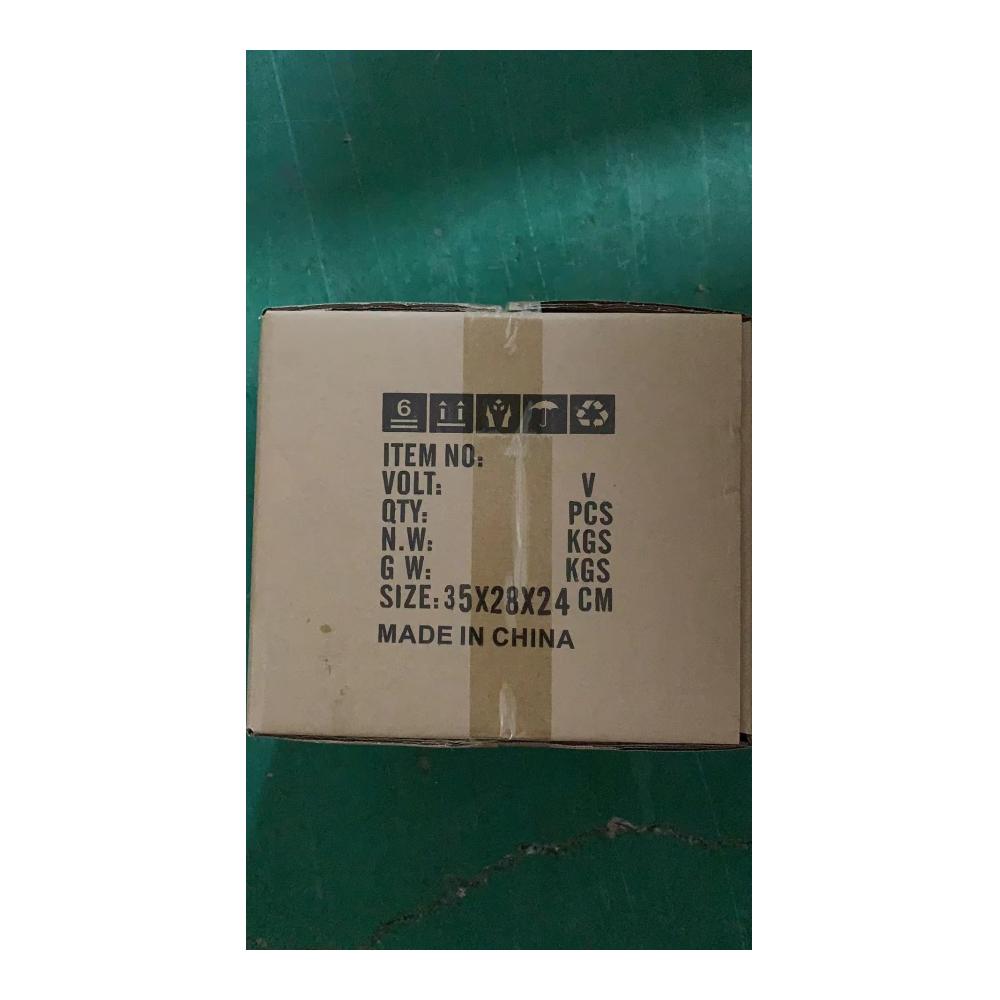 6
ITEM NO:
VOLT: V
QTY: PCS
N.W: KGS
G W: KGS
SIZE: 35X28X24 CM
MADE IN CHINA